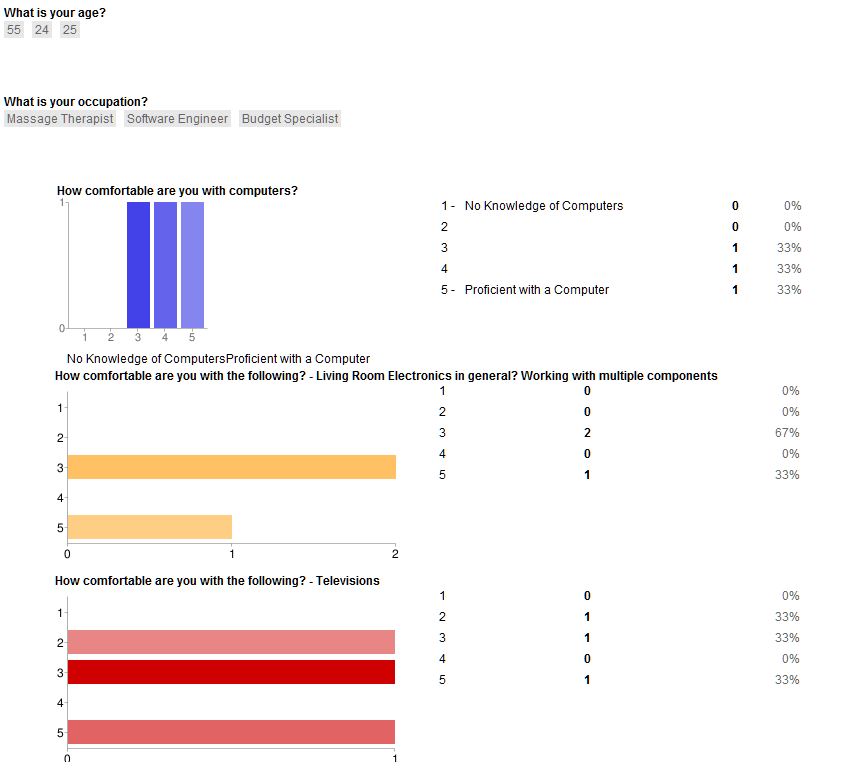 What is your age?
55 24 25
What is your occupation?
Massage Therapist Software Engineer Budget Specialist
How comfortable are you with computers?
1
0
1 2 3 4 5
No Knowledge of ComputersProficient with a Computer
1 - No Knowledge of Computers 0 0%
2 0 0%
3 1 33%
4 1 33%
5 - Proficient with a Computer 1 33%
How comfortable are you with the following? - Living Room Electronics in general? Working with multiple components
1
2
3
4
5
0 1 2
1 0 0%
2 0 0%
3 2 67%
4 0 0%
5 1 33%
How comfortable are you with the following? - Televisions
1
2
3
4
5
0 1
1 0 0%
2 1 33%
3 1 33%
4 0 0%
5 1 33%